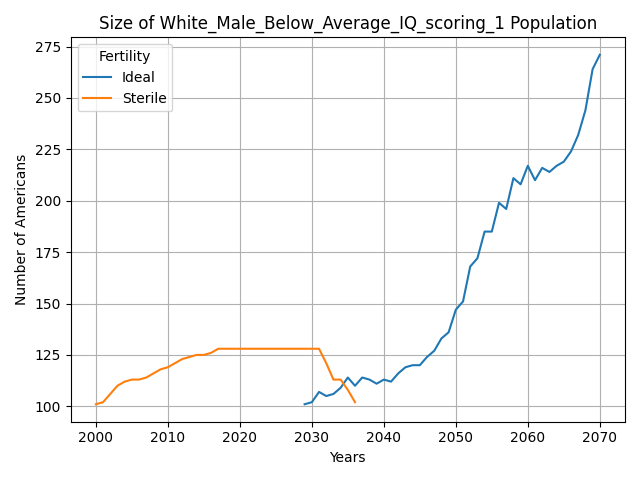 Size of White_Male_Below_Average_IQ_scoring_1 Population
Fertility
Ideal
Sterile
275
250
225
200
175
150
125
100
Number of Americans
2000 2010 2020 2030 2040 2050 2060 2070
Years